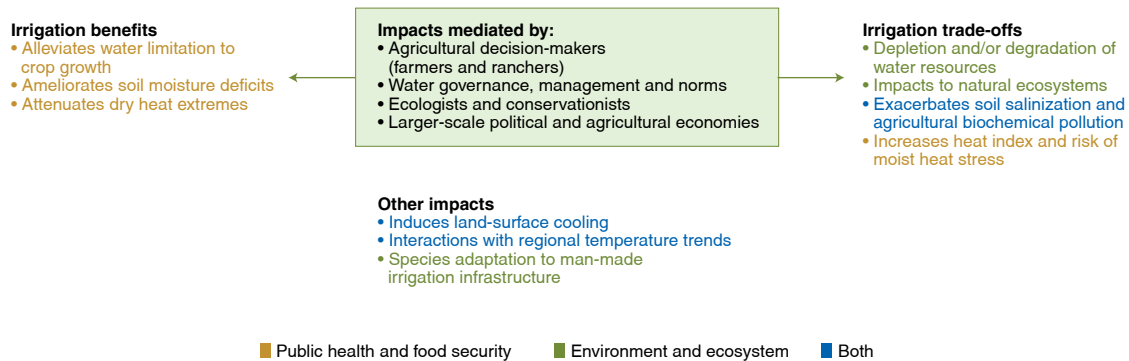 Irrigation benefits
• Alleviates water limitation to
crop growth
• Ameliorates soil moisture deficits
• Attenuates dry heat extremes
Impacts mediated by:
• Agricultural decision-makers
(farmers and ranchers)
• Water governance, management and norms
• Ecologists and conservationists
• Larger-scale political and agricultural economies
Irrigation trade-offs
• Depletion and/or degradation of
water resources
• Impacts to natural ecosystems
• Exacerbates soil salinization and
agricultural biochemical pollution
• Increases heat index and risk of
moist heat stress
Other impacts
• Induces land-surface cooling
• Interactions with regional temperature trends
• Species adaptation to man-made
irrigation infrastructure
Public health and food security
Environment and ecosystem
Both